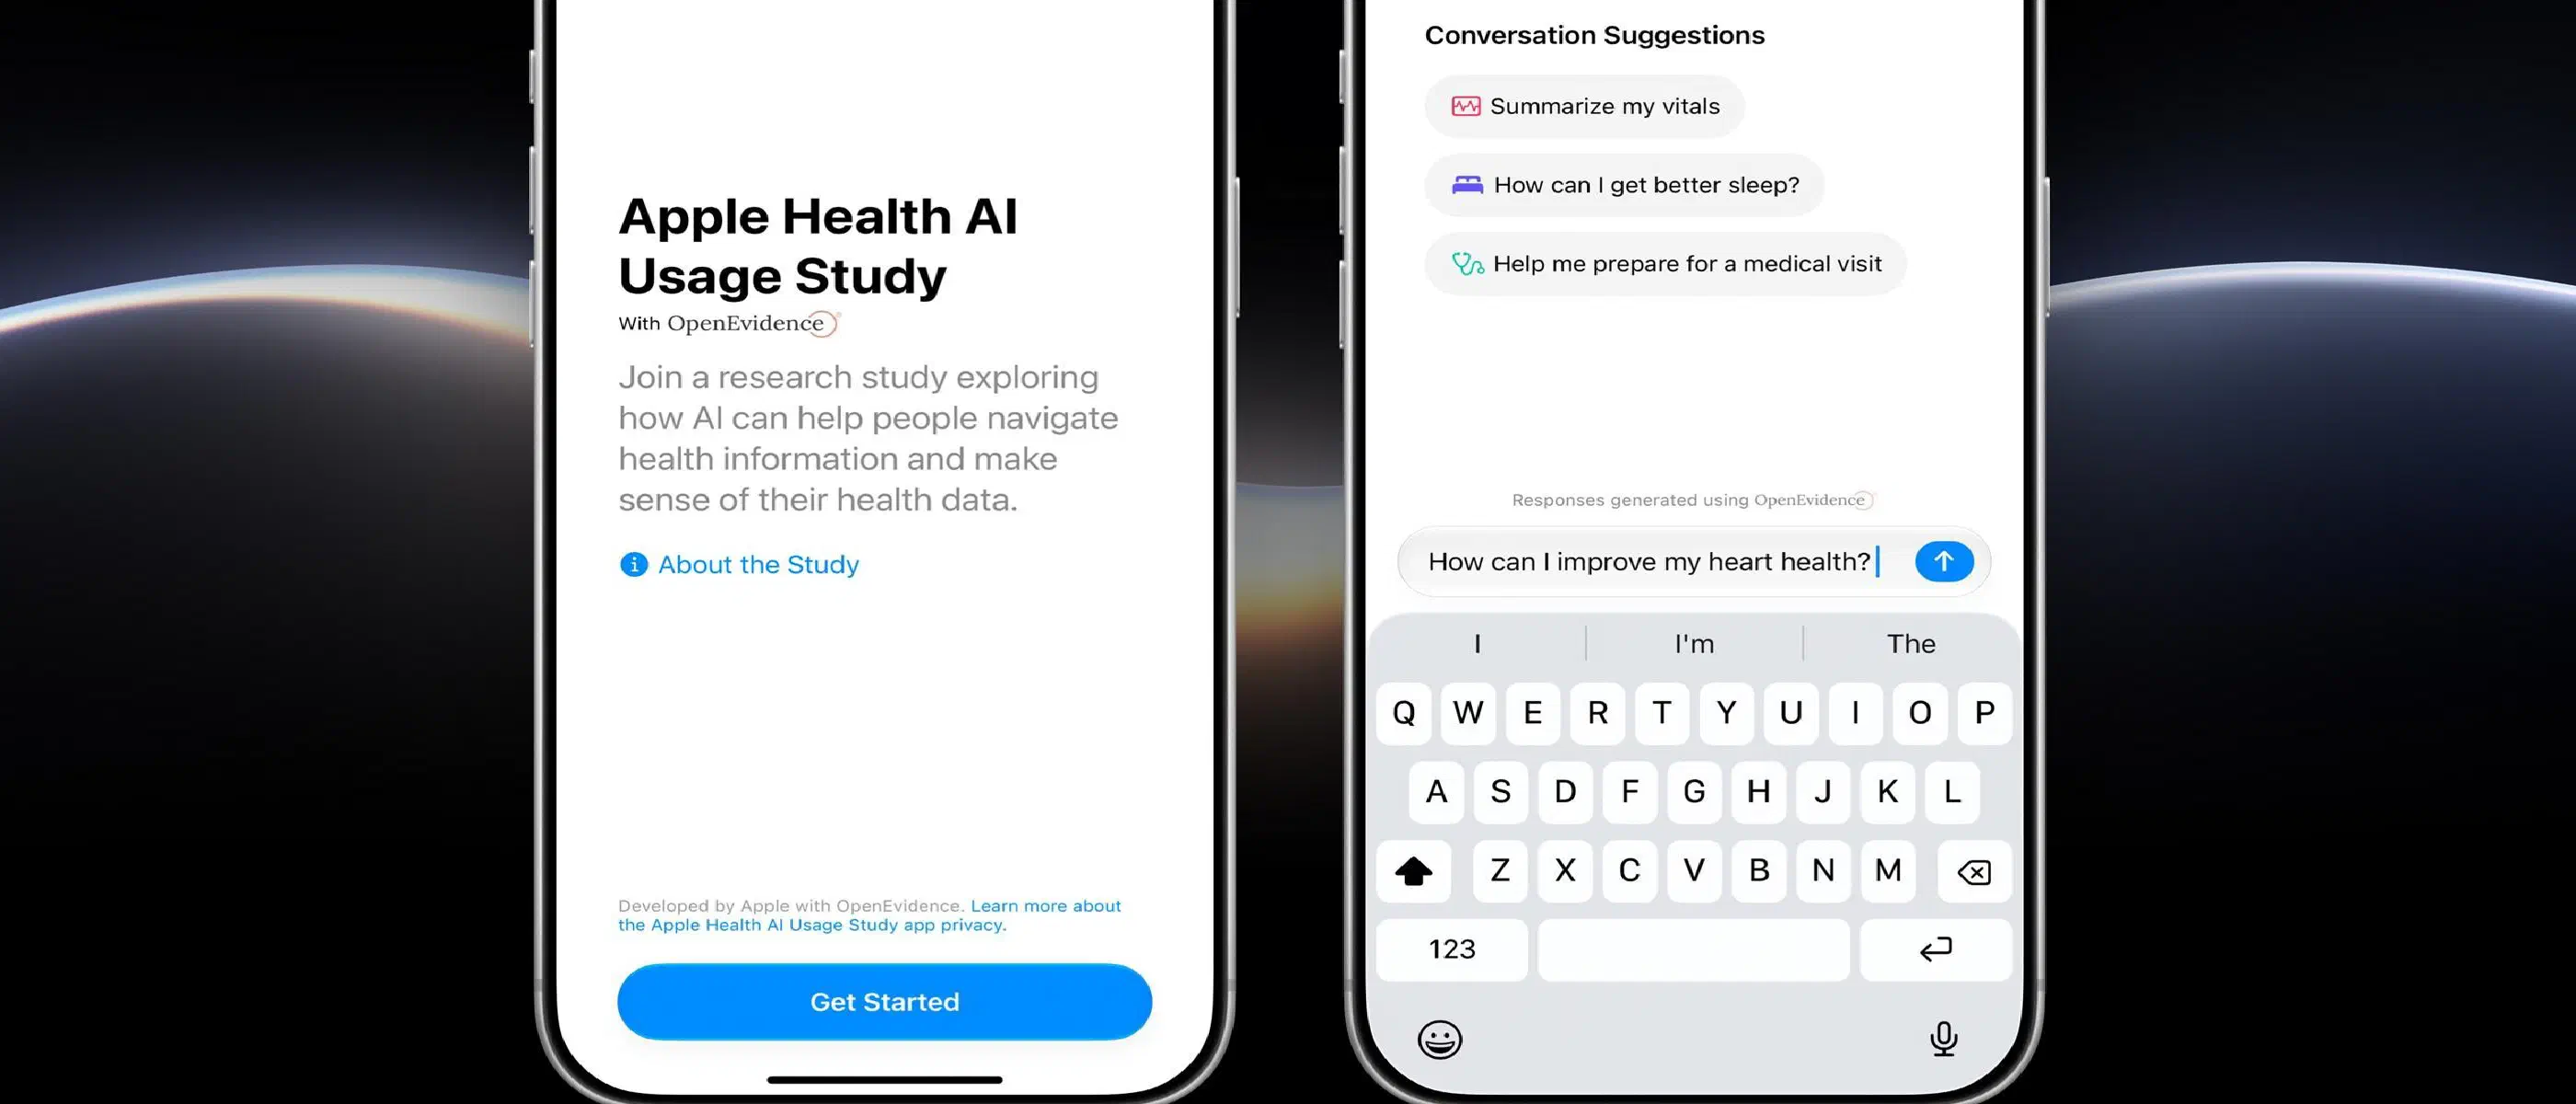 Apple Health AI
Usage Study
With OpenEvidence
Join a research study exploring
how AI can help people navigate
health information and make
sense of their health data.
About the Study
Developed by Apple with OpenEvidence. Learn more about
the Apple Health AI Usage Study app privacy.
Get Started
Conversation Suggestions
Summarize my vitals
How can I get better sleep?
Help me prepare for a medical visit
Responses generated using OpenEvidence
How can I improve my heart health?
I I'm The
Q W E R T Y U I O P
A S D F G H J K L
Z X C V B N M
123